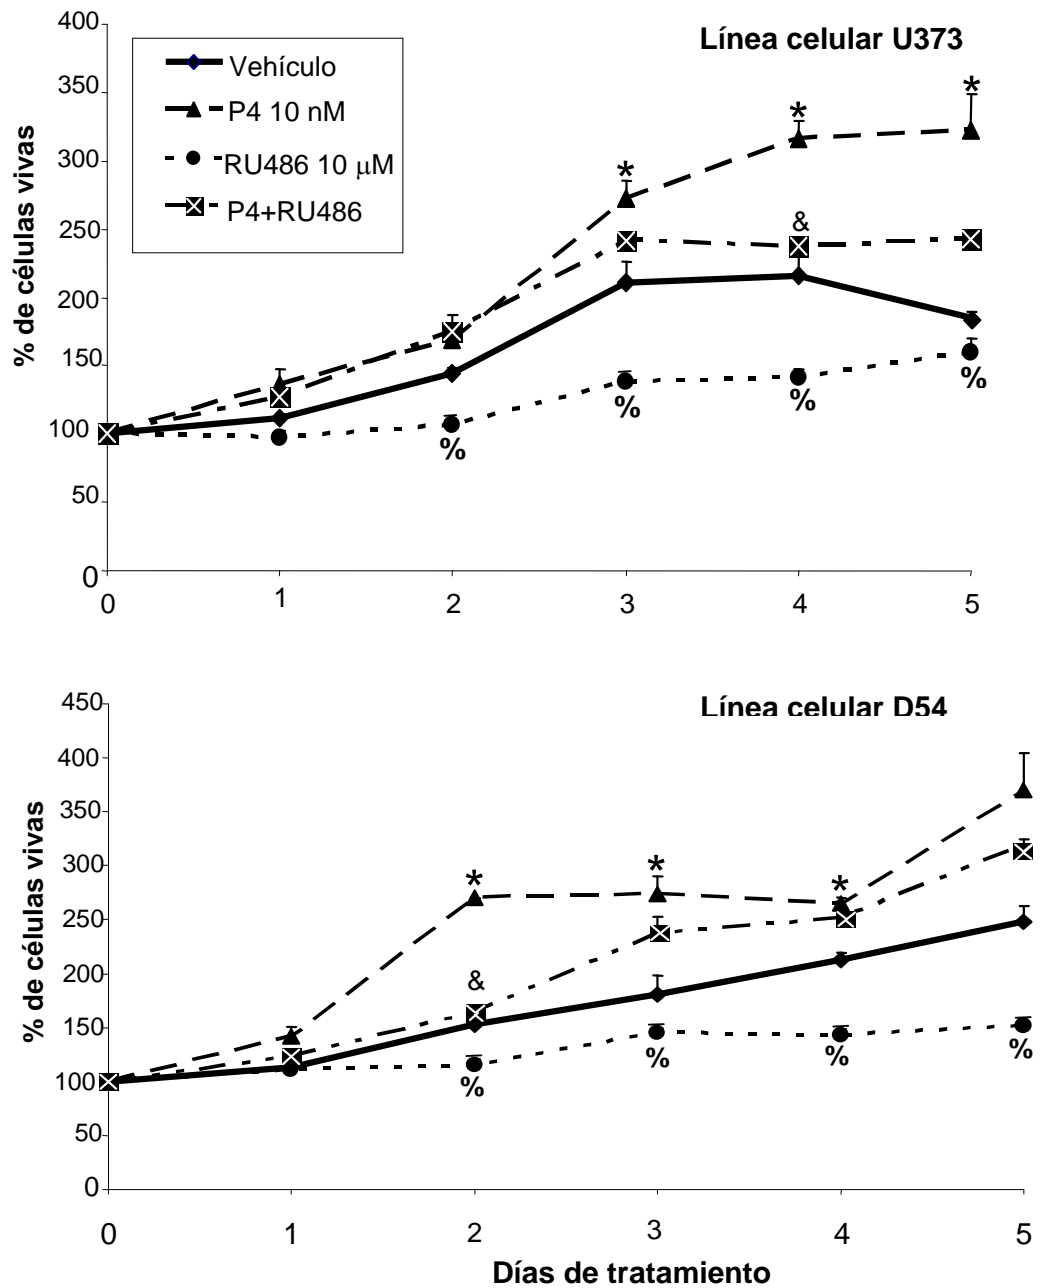 Línea celular U373
Vehículo
P4 10 nM
RU486 10 μM
P4+RU486
% de células vivas
400
350
300
250
200
150
100
50
0
* * *
&
% % % %
0 1 2 3 4 5
Línea celular D54
% de células vivas
450
400
350
300
250
200
150
100
50
0
* * *
&
% % % %
0 1 2 3 4 5
Días de tratamiento